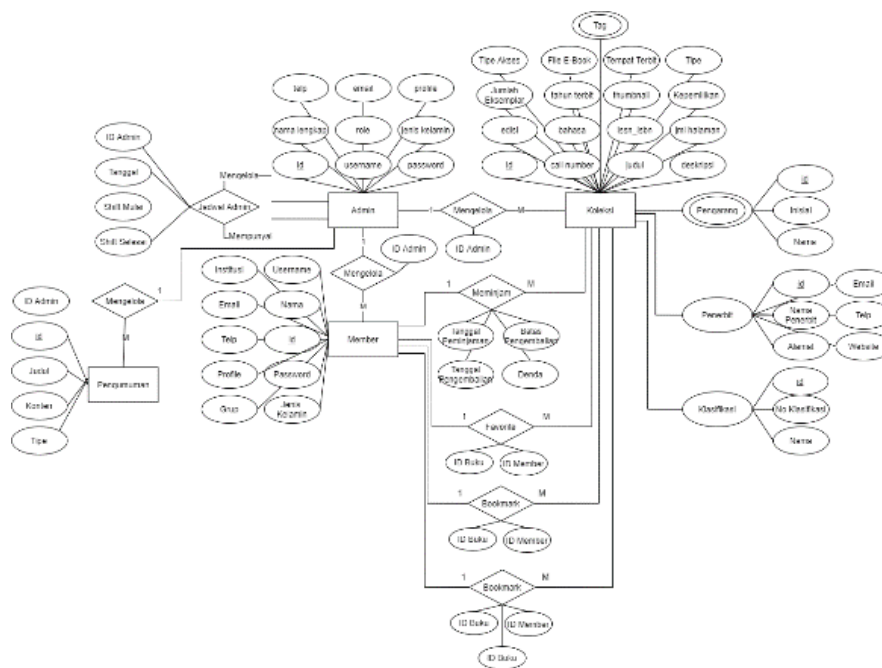 Tag
Tipe Akses
File E-Book
Tempat Terbit
Tipe
telp
email
profile
Jumlah
Eksemplar
tahun terbit
thumbnail
Kepemilikan
ID Admin
nama lengkap
role
jenis kelamin
edisi
bahasa
issn_isbn
jml halaman
Tanggal
Mengelola
id
username
password
id
call number
judul
deskripsi
id
Shift Mulai
Jadwal Admin
Admin
1
Mengelola
M
Koleksi
Pengarang
Inisial
Shift Selesai
Mempunyai
1
ID Admin
ID Admin
Nama
Institusi
Username
Mengelola
ID Admin
1
Mengelola
Email
Nama
M
1
Meminjam
M
Penerbit
id
Email
Nama
Penerbit
Telp
Alamat
Website
id
M
Telp
Id
Member
Tanggal
Peminjaman
Batas
Pengembalian
Judul
Pengumuman
Profile
Password
Tanggal
Pengembalian
Denda
id
Konten
Grup
Jenis
Kelamin
Klasifikasi
No Klasifikasi
Tipe
1
Favorite
M
Nama
ID Buku
ID Member
1
Bookmark
M
ID Buku
ID Member
1
Bookmark
M
ID Buku
ID Member
ID Buku